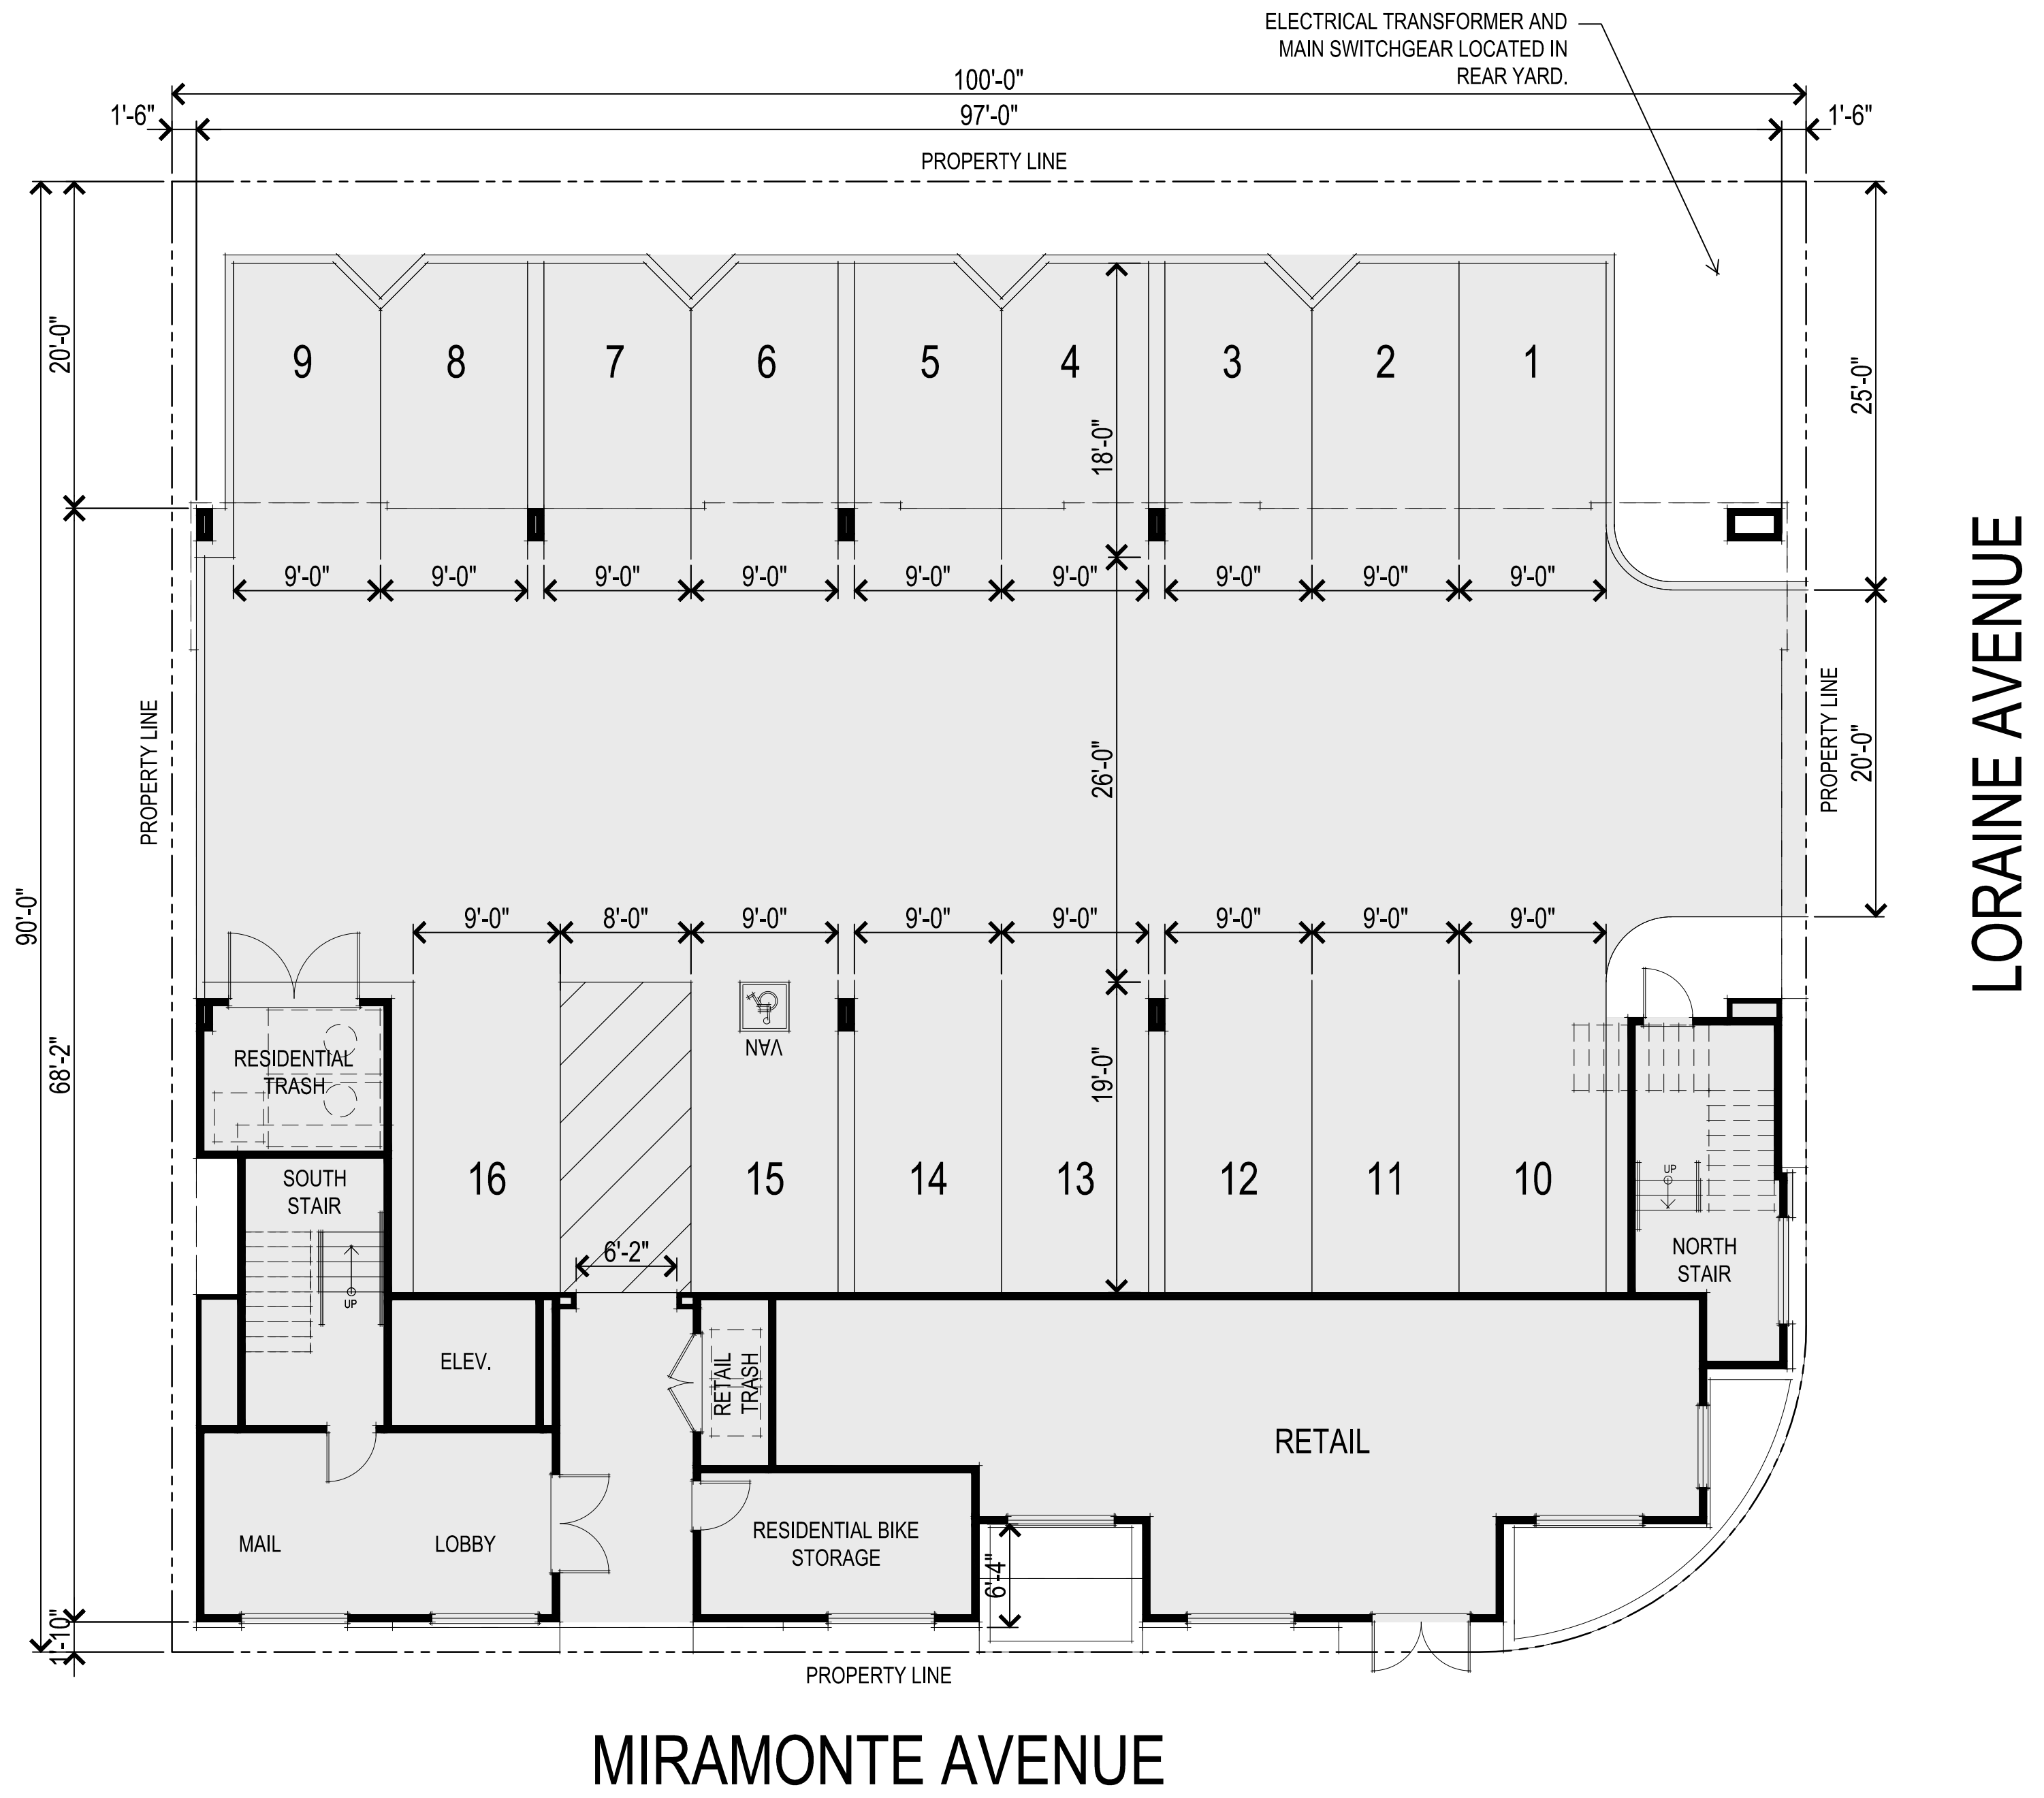 ELECTRICAL TRANSFORMER AND
MAIN SWITCHGEAR LOCATED IN
REAR YARD.
100'-0"
1'-6"
97'-0"
1'-6"
PROPERTY LINE
20'-0"
9
8
7
6
5
4
3
2
1
25'-0"
18'-0"
9'-0"
9'-0"
9'-0"
9'-0"
9'-0"
9'-0"
9'-0"
9'-0"
9'-0"
LORAINE AVENUE
PROPERTY LINE
PROPERTY LINE
20'-0"
26'-0"
90'-0"
9'-0"
8'-0"
9'-0"
9'-0"
9'-0"
9'-0"
9'-0"
9'-0"
68'-2"
VAN
RESIDENTIAL
TRASH
19'-0"
16
15
14
13
12
11
10
SOUTH
STAIR
UP
UP
6'-2"
NORTH
STAIR
ELEV.
RETAIL
TRASH
RETAIL
MAIL
LOBBY
RESIDENTIAL BIKE
STORAGE
6'-4"
1'-10"
PROPERTY LINE
MIRAMONTE AVENUE